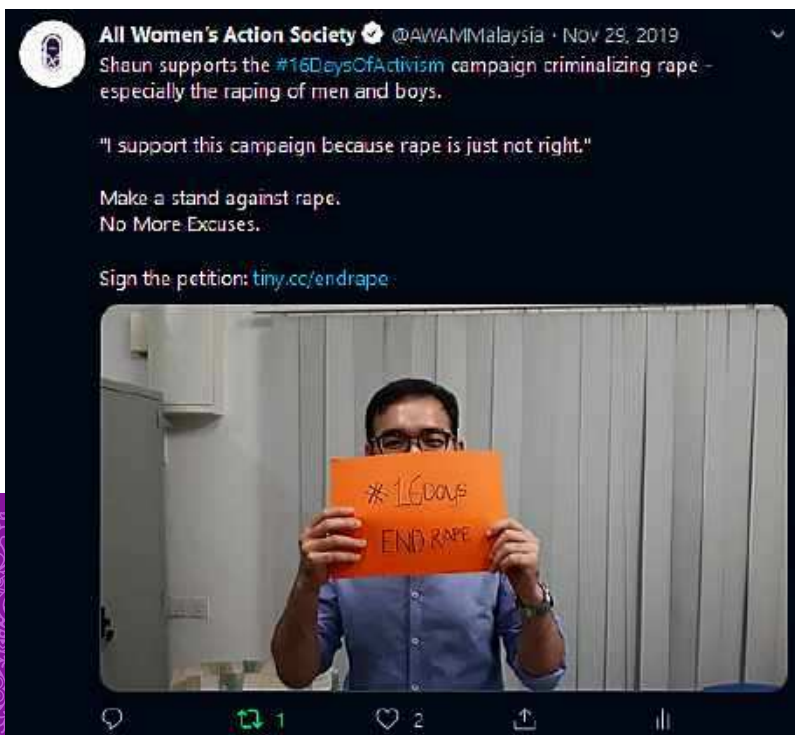 All Women's Action Society @AWAMMalaysia · Nov 29, 2019
Shaun supports the #16DaysOfActivism campaign criminalizing rape -
especially the raping of men and boys.
"I support this campaign because rape is just not right."
Make a stand against rape.
No More Excuses.
Sign the petition: tiny.cc/endrape
#16Days
END RAPE
1 2